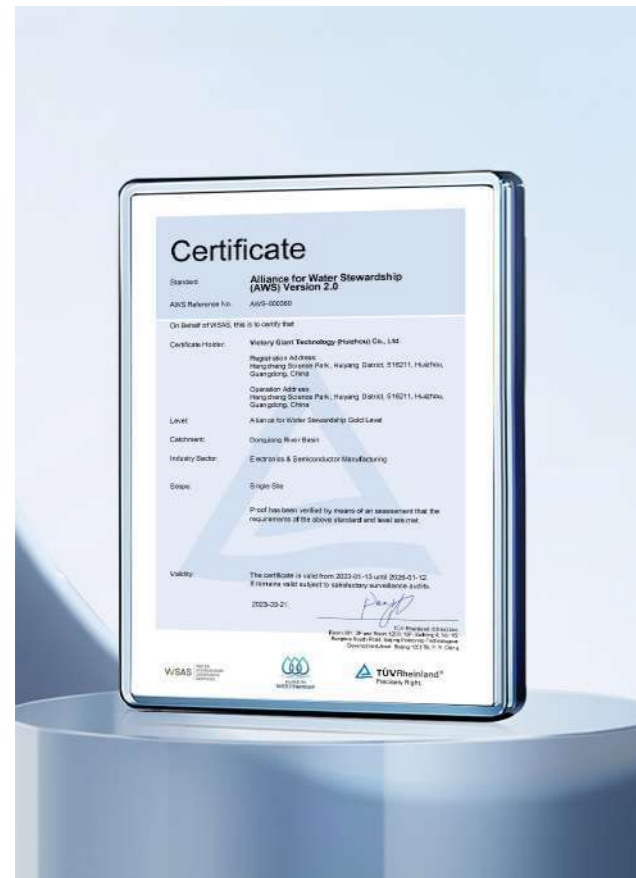 Certificate
Standard: Alliance for Water Stewardship
(AWS) Version 2.0
AWS Reference No. AWS-000360
On Behalf of WSAS, this is to certify that
Certificate Holder: Victory Giant Technology (Huizhou) Co., Ltd.
Registration Address:
Science Park, District, 516211, Huizhou,
Guangdong, China
Operation Address:
Science Park, District, 516211, Huizhou,
Guangdong, China
Level: Alliance for Water Stewardship Gold Level
Catchment: River Basin
Industry Sector: Electronics & Semiconductor Manufacturing
Scope: Single Site
Proof has been verified by means of an assessment that the
requirements of the above standard and level are met.
Validity: The certificate is valid from 2023-01-13 until 2026-01-12.
It remains valid subject to satisfactory surveillance audits.
2023-03-21
WSAS
TÜVRheinland®
Precisely Right.